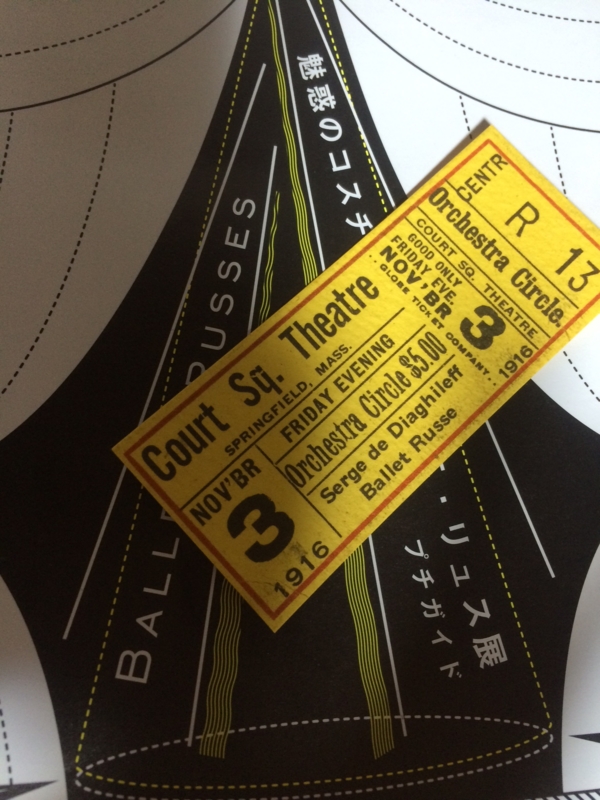 魅惑のコスチ
BALLE RUSSES
・リュス展
プチガイド
Court Sq. Theatre
SPRINGFIELD, MASS.
NOV'BR
3
1916
FRIDAY EVENING
Orchestra Circle $5.00
Serge de Diaghileff
Ballet Russe
CENTR
R 13
Orchestra Circle.
COURT SQ. THEATRE
GOOD ONLY
FRIDAY EVE.
NOV'BR 3 1916
..GLOBE TICKET COMPANY..